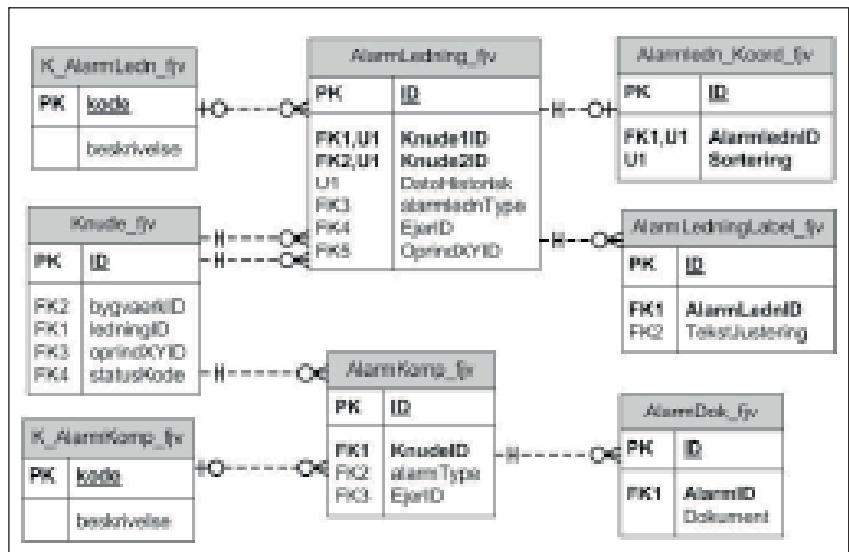 K_AlarmLedn_fjv
PK kode
beskrivelse
AlarmLedning_fjv
PK ID
FK1,U1 Knude1ID
FK2,U1 Knude2ID
U1 DatoHistorisk
FK3 alarmlednType
FK4 EjerID
FK5 OprindXYID
Alarmledn_Koord_fjv
PK ID
FK1,U1 AlarmlednID
U1 Sortering
Knude_fjv
PK ID
FK2 bygvaerkID
FK1 ledningID
FK3 oprindXYID
FK4 statusKode
AlarmLedningLabel_fjv
PK ID
FK1 AlarmLednID
FK2 TekstJustering
AlarmKomp_fjv
PK ID
FK1 KnudeID
FK2 alarmType
FK3 EjerID
K_AlarmKomp_fjv
PK kode
beskrivelse
AlarmDok_fjv
PK ID
FK1 AlarmID
Dokument